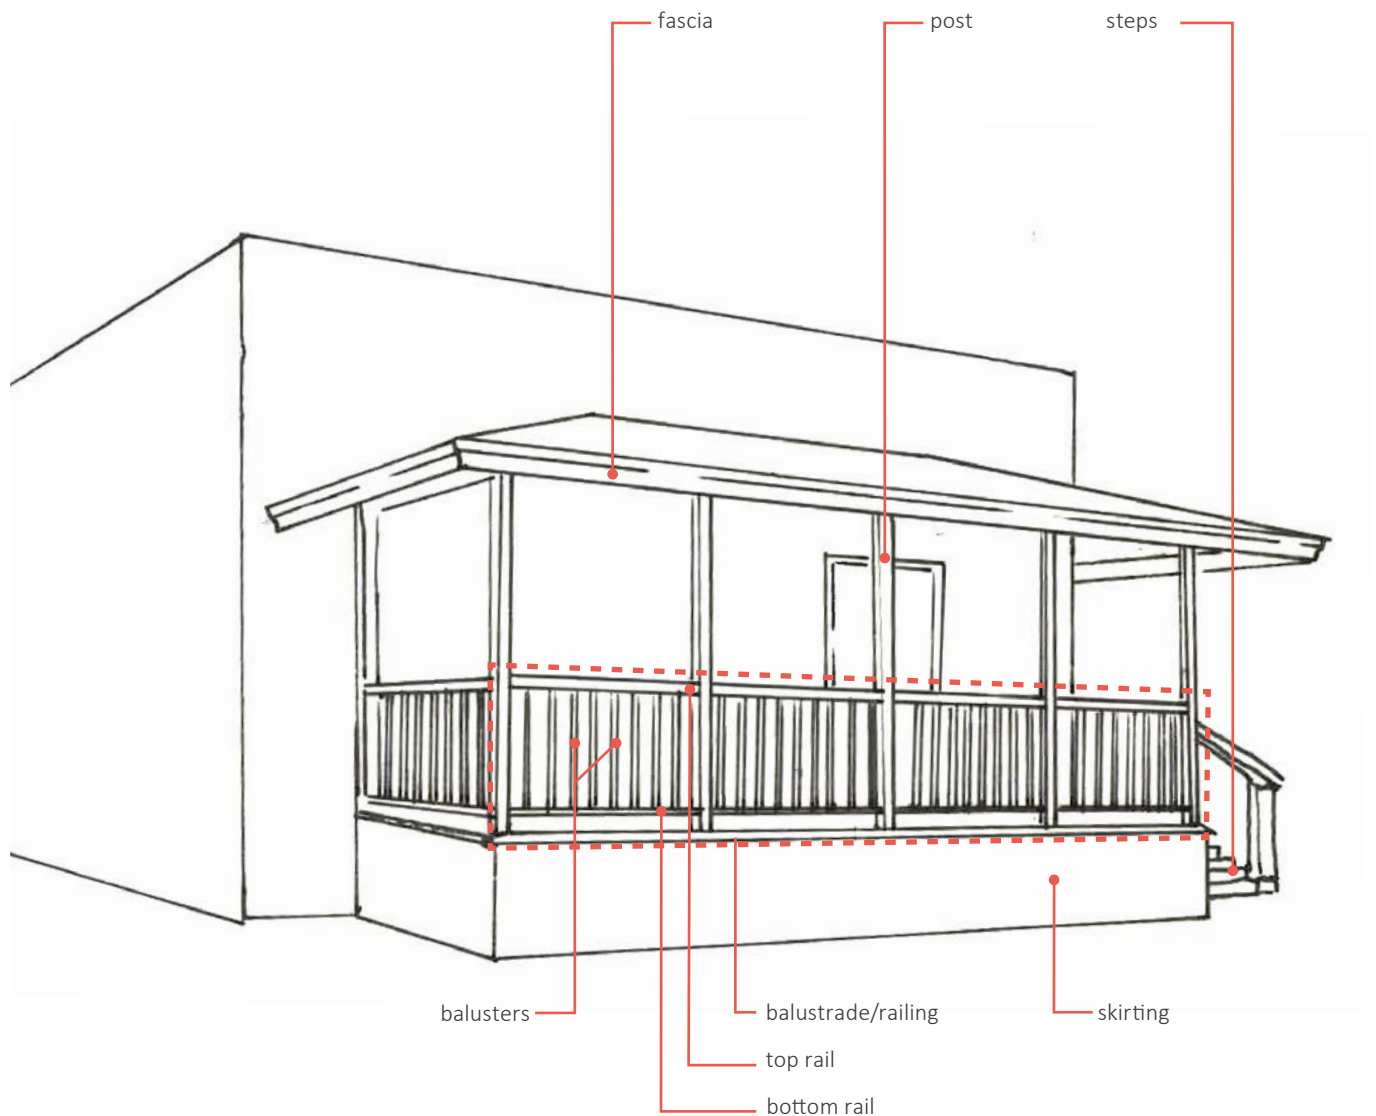 fascia
post
steps
balusters
balustrade/railing
skirting
top rail
bottom rail